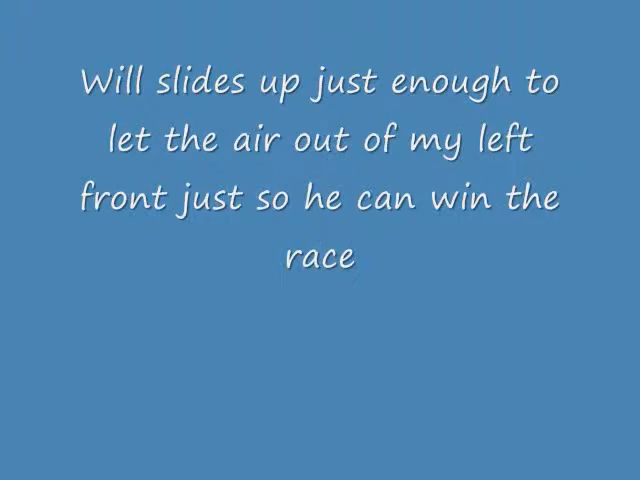 Will slides up just enough to
let the air out of my left
front just so he can win the
race